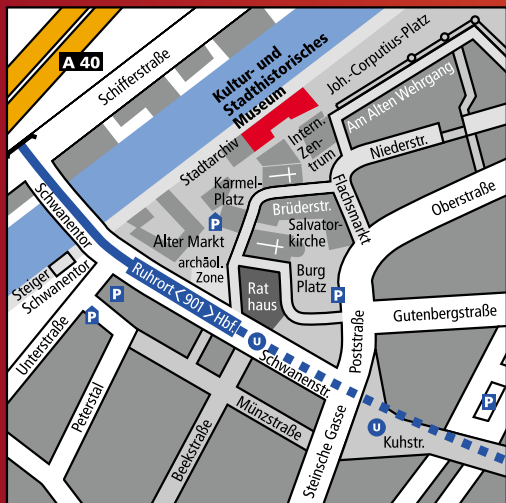 A 40
Schifferstraße
Kultur- und
Stadthistorisches
Museum
Joh.-Corputius-Platz
Stadtarchiv
Intern.
Zen-
trum
Am Alten Wehrgang
Niederstr.
Karmel-
Platz
Flachsmarkt
Brüderstr.
Salvator-
kirche
Oberstraße
P
Alter Markt
archäol.
Zone
Schwanentor
Steiger
Schwanentor
Burg
Platz
Rat
haus
P
P
P
Ruhrort <901> Hbf.
Gutenbergstraße
Unterstraße
U
Schwanenstr.
Poststraße
Peterstal
Münzstraße
Beekstraße
Steinsche Gasse
P
U
Kuhstr.